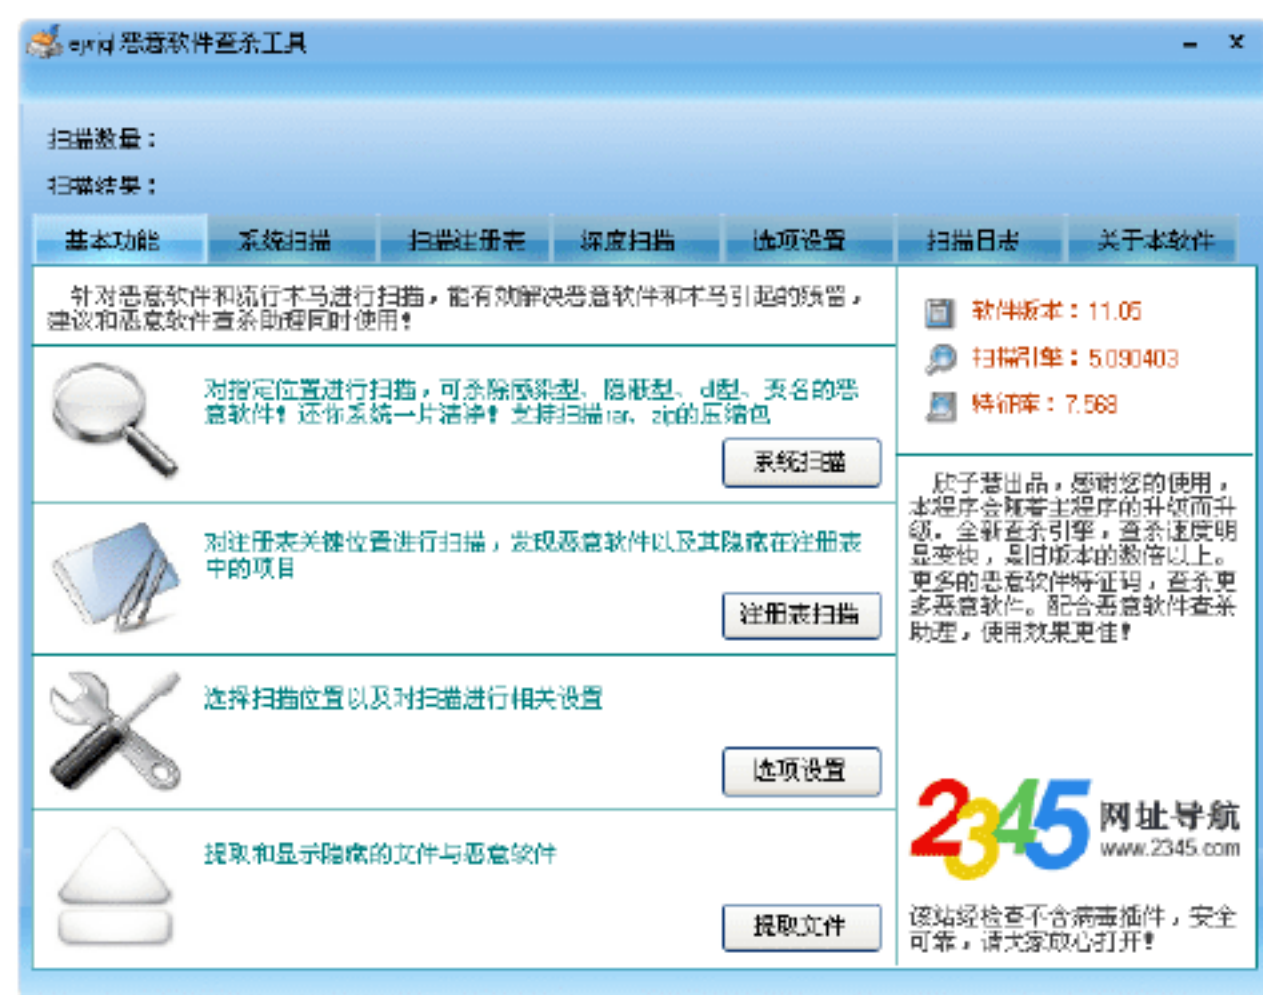 恶意软件查杀工具
扫描数量：
扫描结果：
基本功能 系统扫描 扫描注册表 深度扫描 选项设置 扫描日志 关于本软件
针对恶意软件和流行木马进行扫描，能有效解决恶意软件和木马引起的残留，
建议和恶意软件查杀助理同时使用！
对指定位置进行扫描，可杀除感染型、隐蔽型、cl型、变名的恶
意软件！还你系统一片洁净！支持扫描rar、zip的压缩包
系统扫描
对注册表关键位置进行扫描，发现恶意软件以及其隐藏在注册表
中的项目
注册表扫描
选择扫描位置以及对扫描进行相关设置
选项设置
提取和显示隐藏的文件与恶意软件
提取文件
软件版本：11.05
扫描引擎：5.090403
特征库：7.568
欣子慧出品，感谢您的使用，
本程序会随着主程序的升级而升
级。全新查杀引擎，查杀速度明
显变快，是旧版本的数倍以上。
更多的恶意软件特征码，查杀更
多恶意软件。配合恶意软件查杀
助理，使用效果更佳！
2345 网址导航
www.2345.com
该站经检查不含病毒插件，安全
可靠，请大家放心打开！